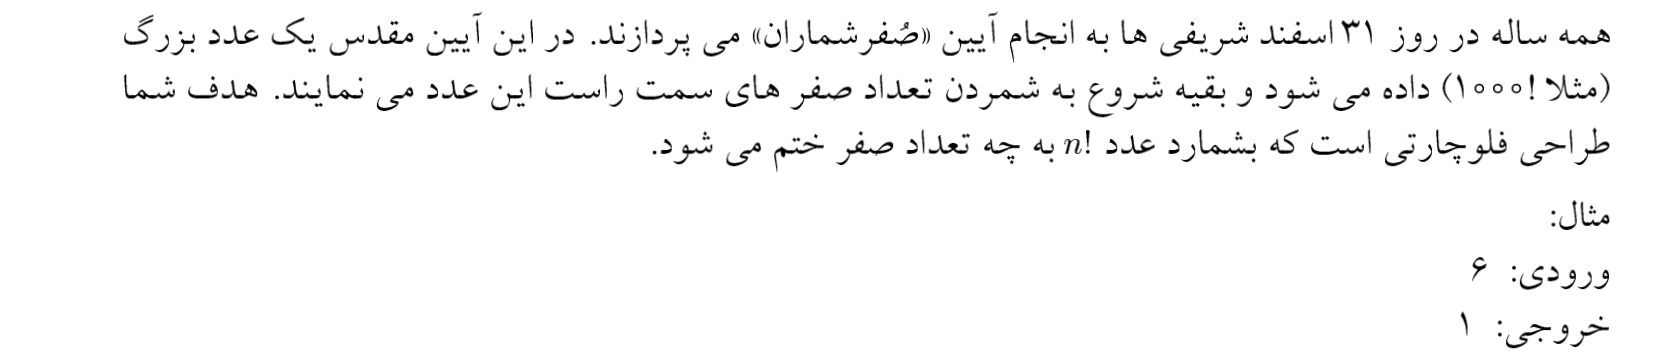 همه ساله در روز ۳۱ اسفند شریفی ها به انجام آیین «صُفرشماران» می پردازند. در این آیین مقدس یک عدد بزرگ
(مثلا !۱۰۰۰) داده می شود و بقیه شروع به شمردن تعداد صفر های سمت راست این عدد می نمایند. هدف شما
طراحی فلوچارتی است که بشمارد عدد n! به چه تعداد صفر ختم می شود.
مثال:
ورودی: ۶
خروجی: ۱